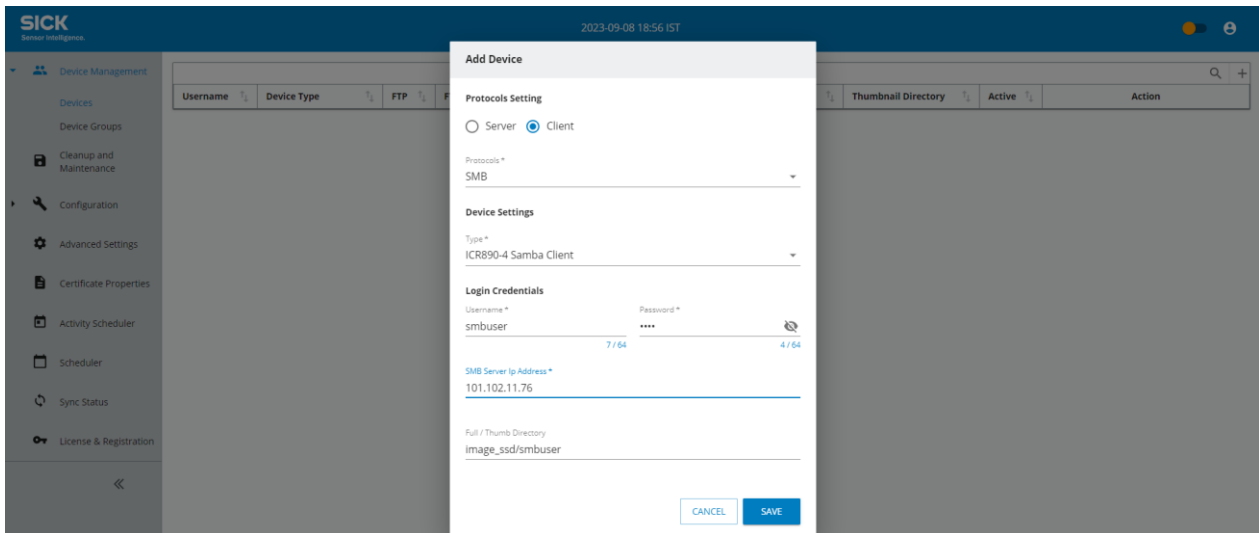 SICK
Sensor Intelligence.
2023-09-08 18:56 IST
Device Management
Devices
Device Groups
Cleanup and
Maintenance
Configuration
Advanced Settings
Certificate Properties
Activity Scheduler
Scheduler
Sync Status
License & Registration
Username
Device Type
FTP
F
Thumbnail Directory
Active
Action
Add Device
Protocols Setting
Server
Client
Protocols *
SMB
Device Settings
Type *
ICR890-4 Samba Client
Login Credentials
Username *
Password *
smbuser
••••
7 / 64
4 / 64
SMB Server Ip Address *
101.102.11.76
Full / Thumb Directory
image_ssd/smbuser
CANCEL
SAVE